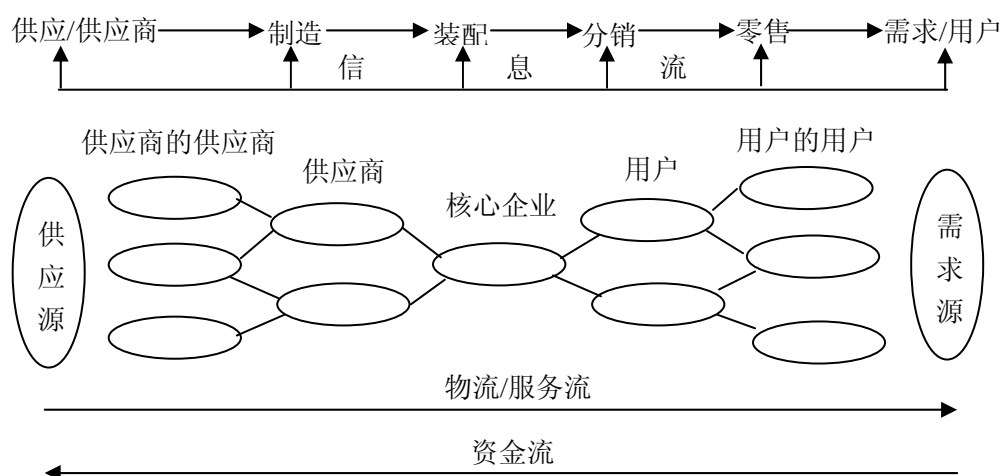 供应/供应商 制造 装配 分销 零售 需求/用户
信 息 流
供应商的供应商 供应商 核心企业 用户 用户的用户
供应源
需求源
物流/服务流
资金流